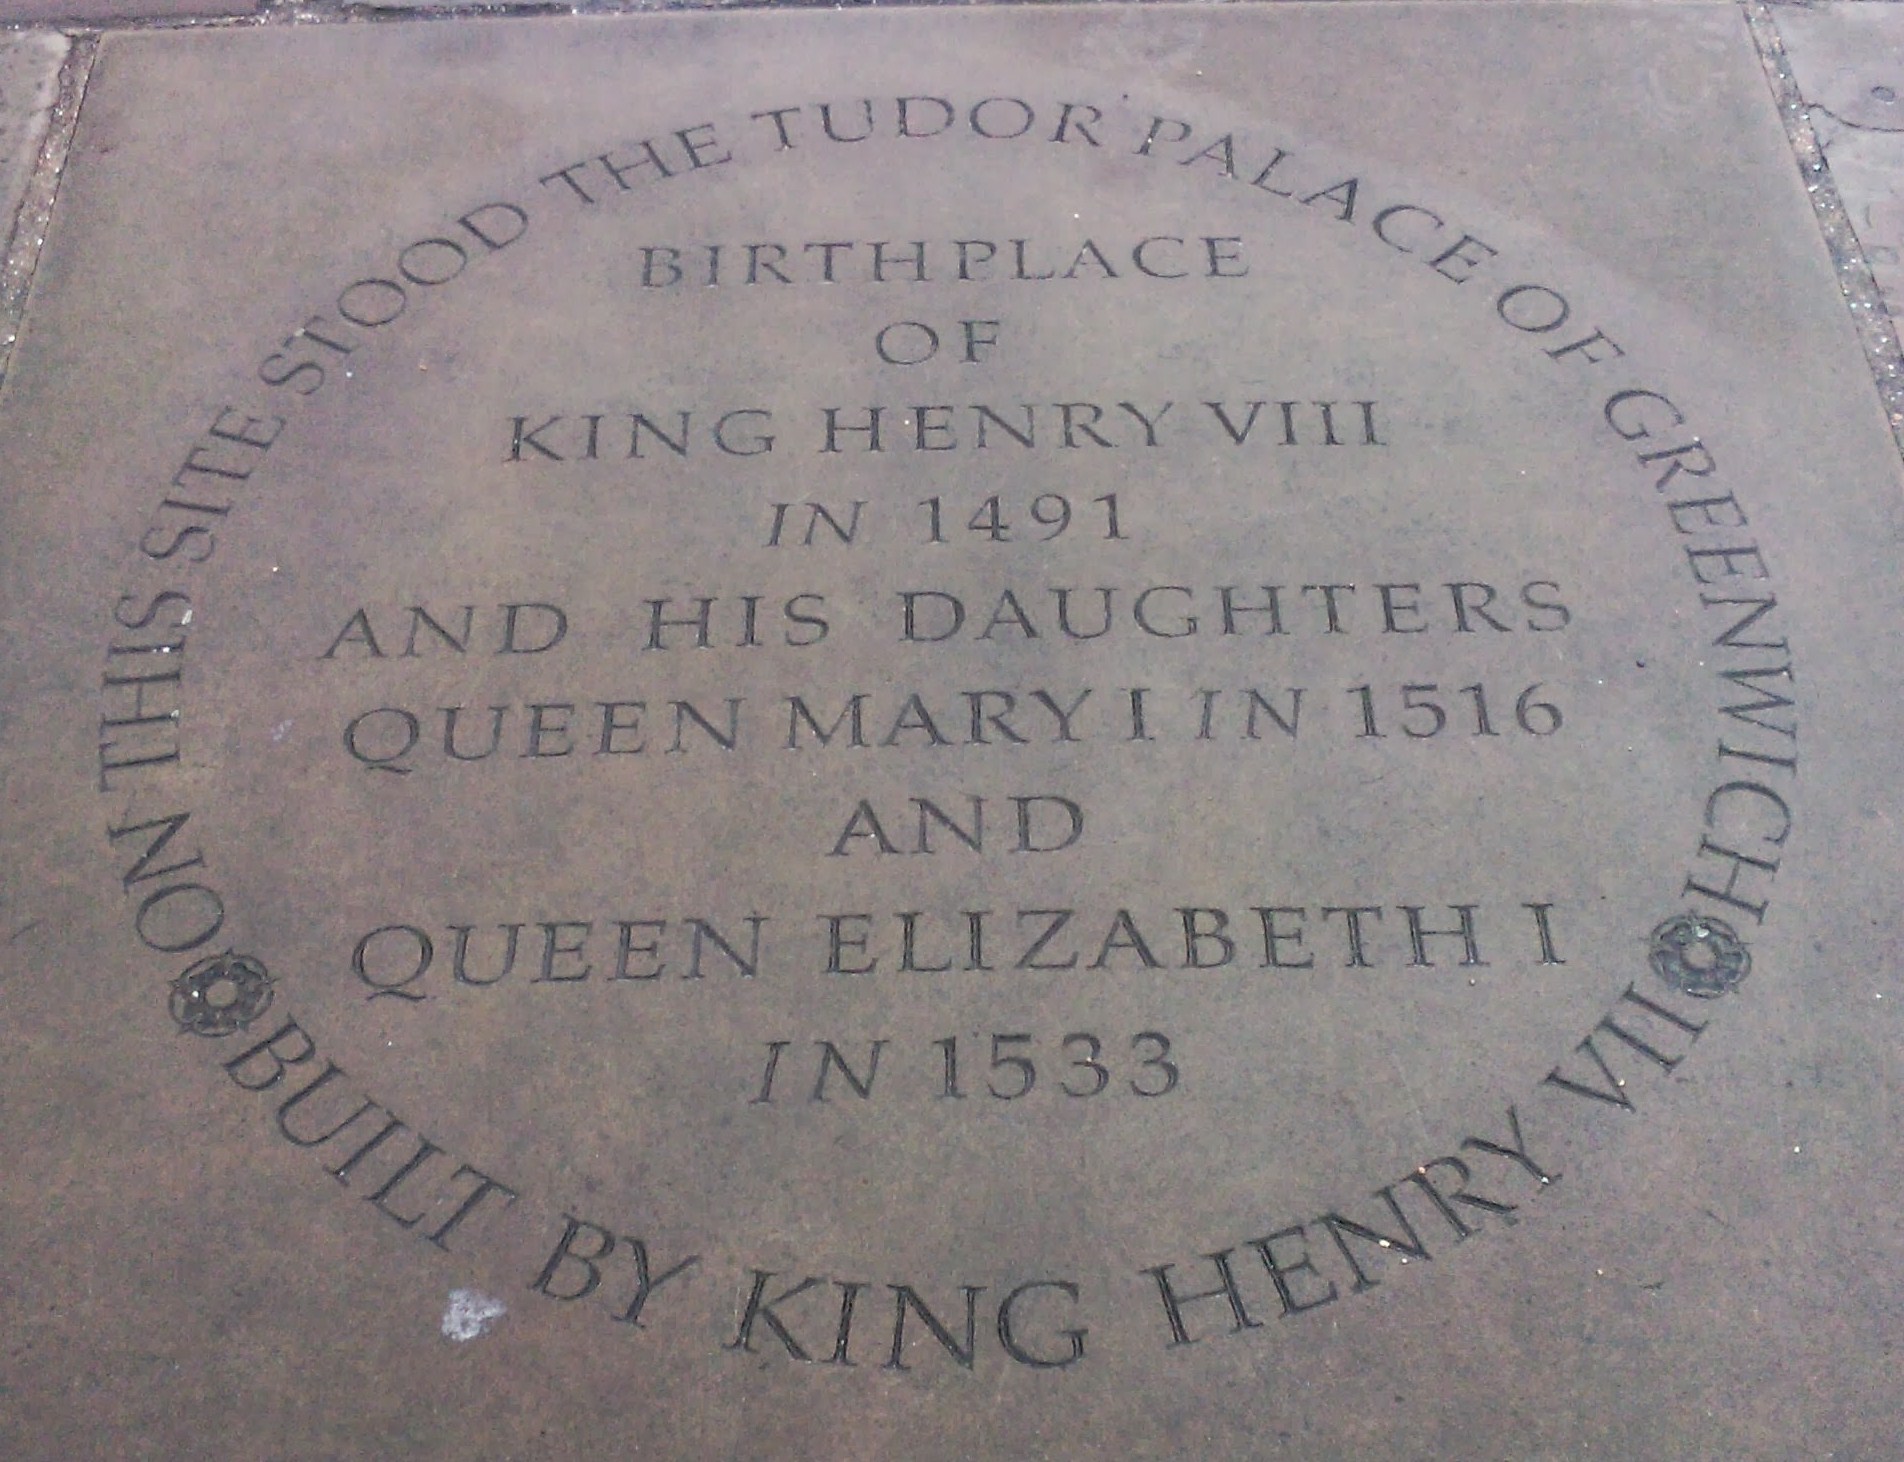 ON THIS SITE STOOD THE TUDOR PALACE OF GREENWICH
BIRTHPLACE
OF
KING HENRY VIII
IN 1491
AND HIS DAUGHTERS
QUEEN MARY I IN 1516
AND
QUEEN ELIZABETH I
IN 1533
BUILT BY KING HENRY VII